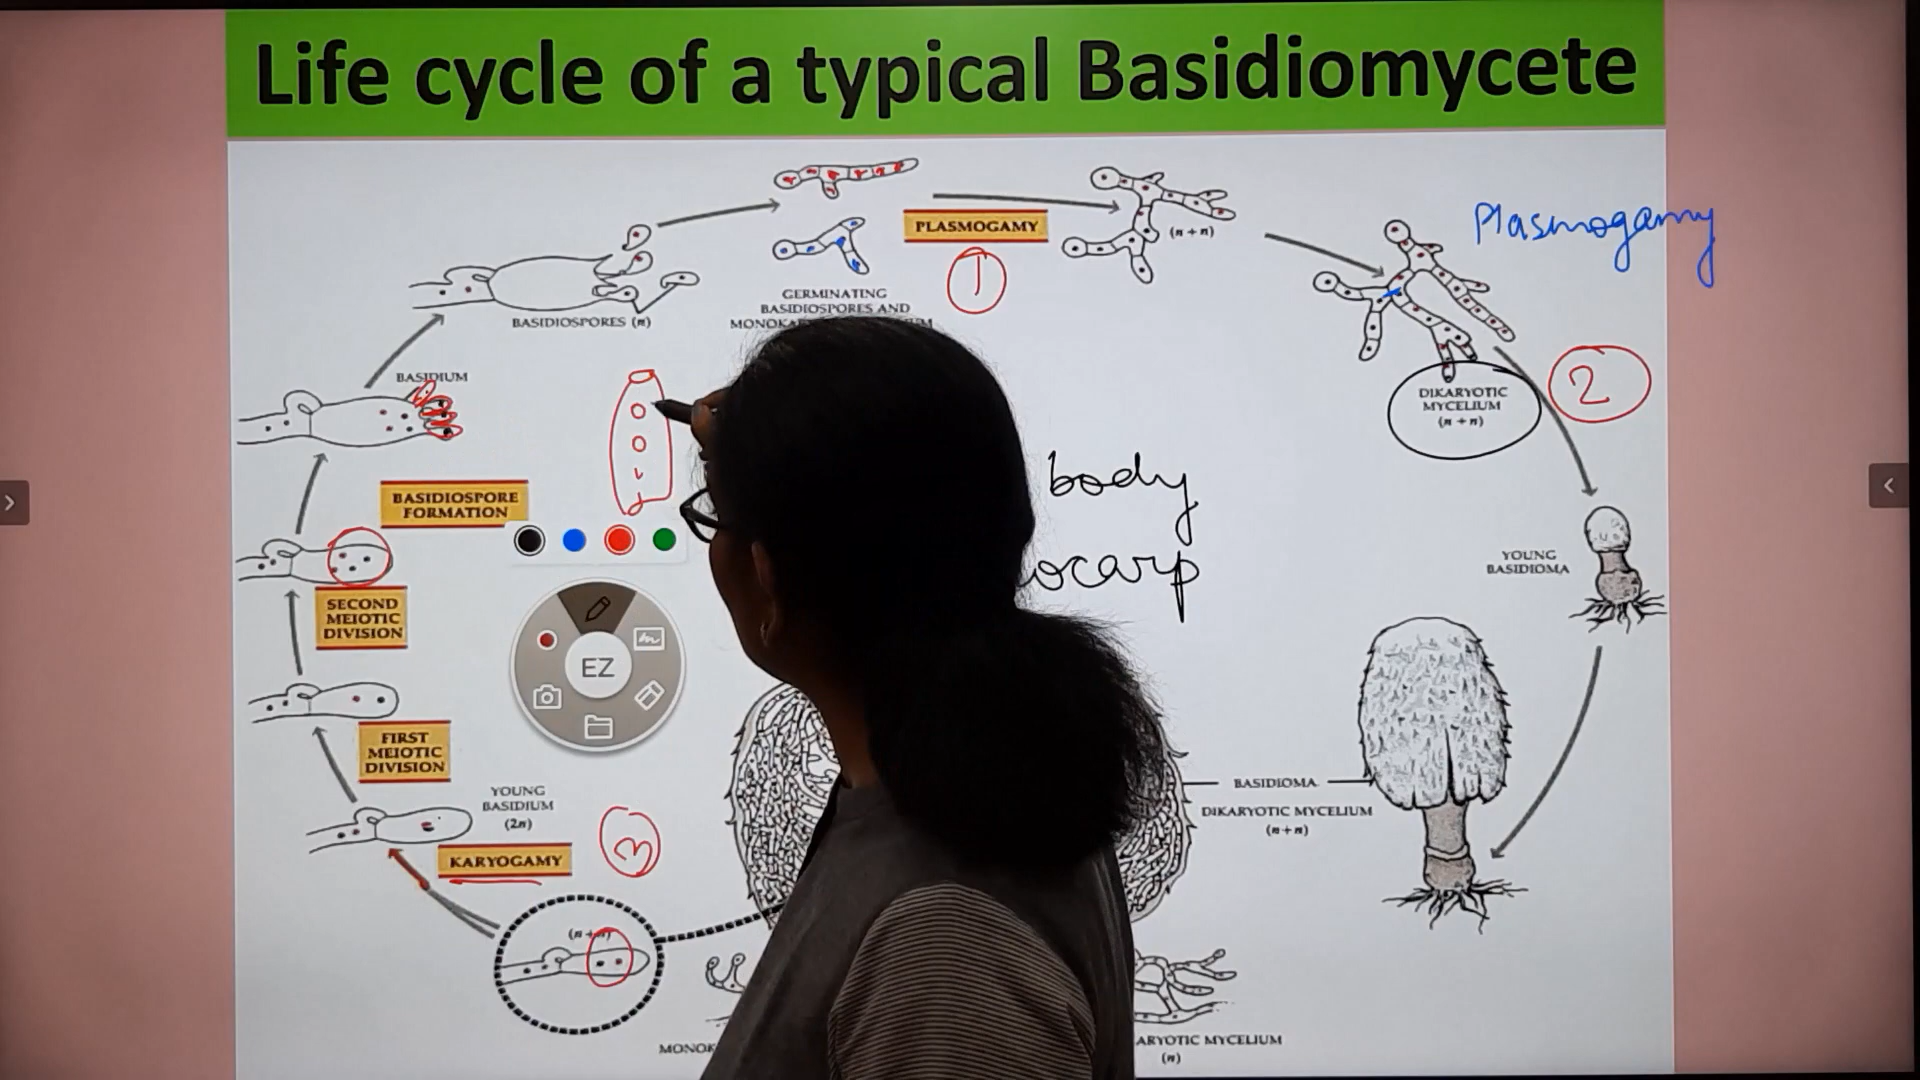 Life cycle of a typical Basidiomycete
PLASMOGAMY
(n+n)
Plasmogamy
1
BASIDIOSPORES (n)
GERMINATING
BASIDIOSPORES AND
BASIDIUM
DIKARYOTIC
MYCELIUM
(n+n)
2
BASIDIOSPORE
FORMATION
body
ocarp
YOUNG
BASIDIOMA
SECOND
MEIOTIC
DIVISION
EZ
FIRST
MEIOTIC
DIVISION
YOUNG
BASIDIUM
(2n)
3
KARYOGAMY
BASIDIOMA
DIKARYOTIC MYCELIUM
(n+n)
MONOK
ARYOTIC MYCELIUM
(n)